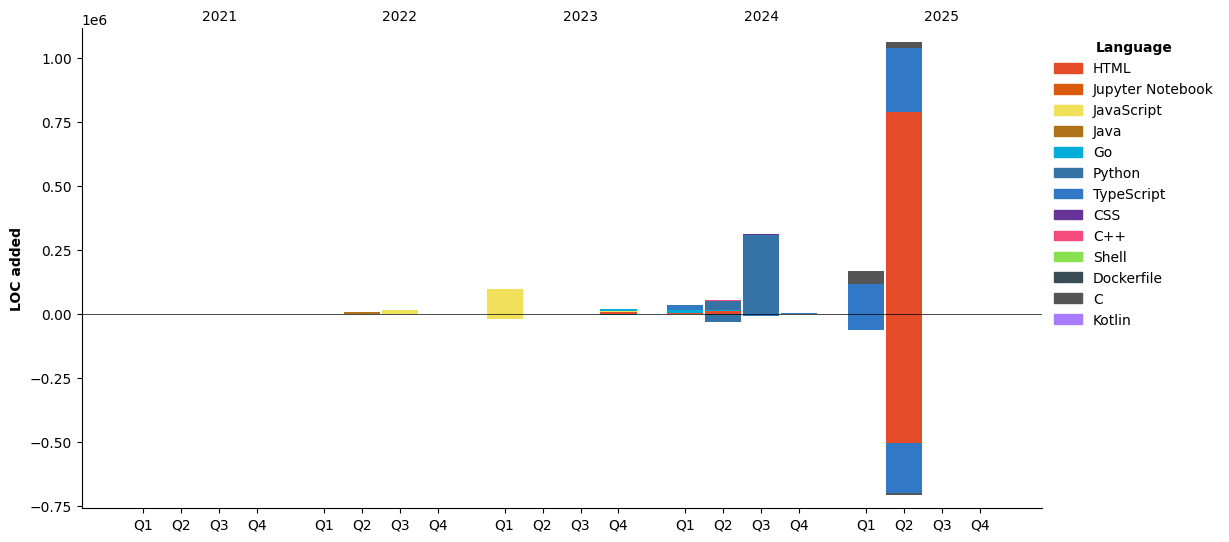 2021 2022 2023 2024 2025
1e6
1.00
0.75
0.50
0.25
0.00
−0.25
−0.50
−0.75
LOC added
Q1 Q2 Q3 Q4 Q1 Q2 Q3 Q4 Q1 Q2 Q3 Q4 Q1 Q2 Q3 Q4 Q1 Q2 Q3 Q4
Language
HTML
Jupyter Notebook
JavaScript
Java
Go
Python
TypeScript
CSS
C++
Shell
Dockerfile
C
Kotlin